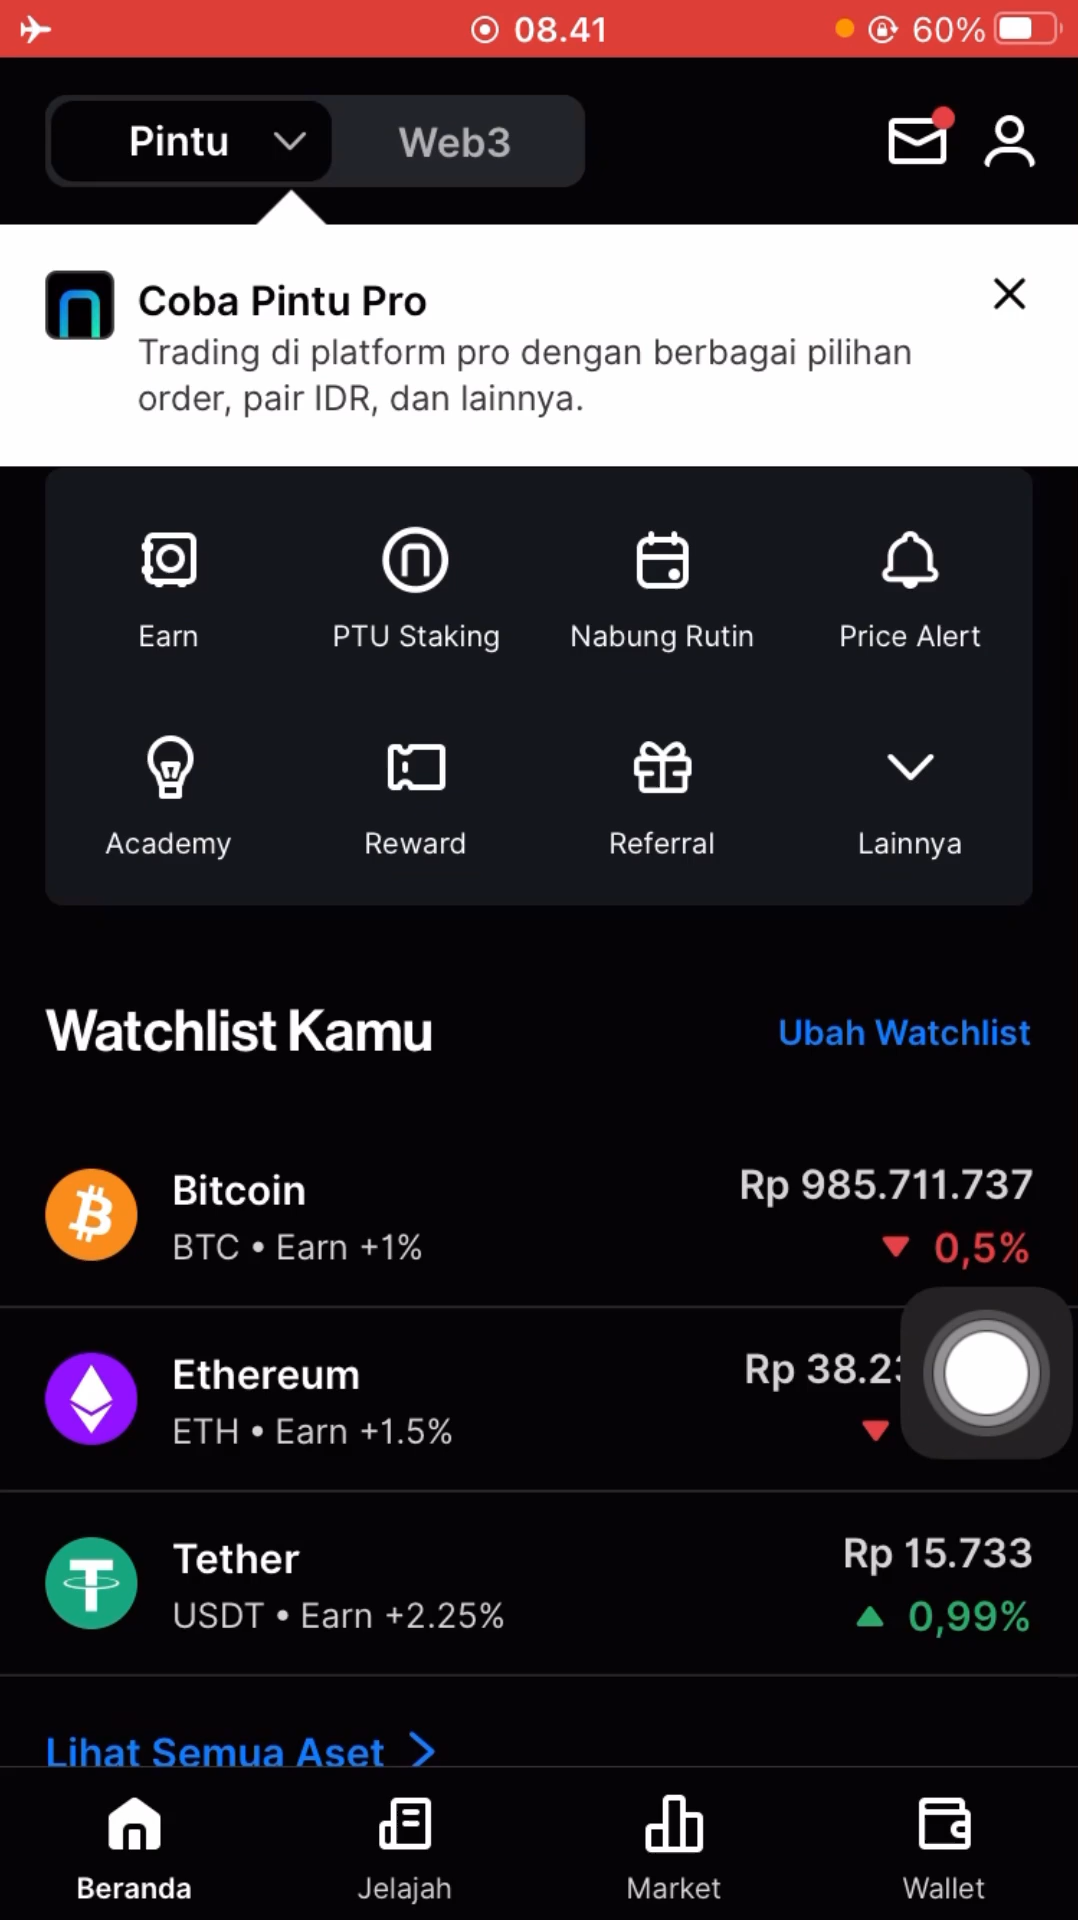 08.41
60%
Pintu
Web3
Coba Pintu Pro
Trading di platform pro dengan berbagai pilihan
order, pair IDR, dan lainnya.
Earn
PTU Staking
Nabung Rutin
Price Alert
Academy
Reward
Referral
Lainnya
Watchlist Kamu
Ubah Watchlist
Bitcoin
Rp 985.711.737
BTC • Earn +1%
0,5%
Ethereum
Rp 38.23
ETH • Earn +1.5%
Tether
Rp 15.733
USDT • Earn +2.25%
0,99%
Lihat Semua Aset
Beranda
Jelajah
Market
Wallet